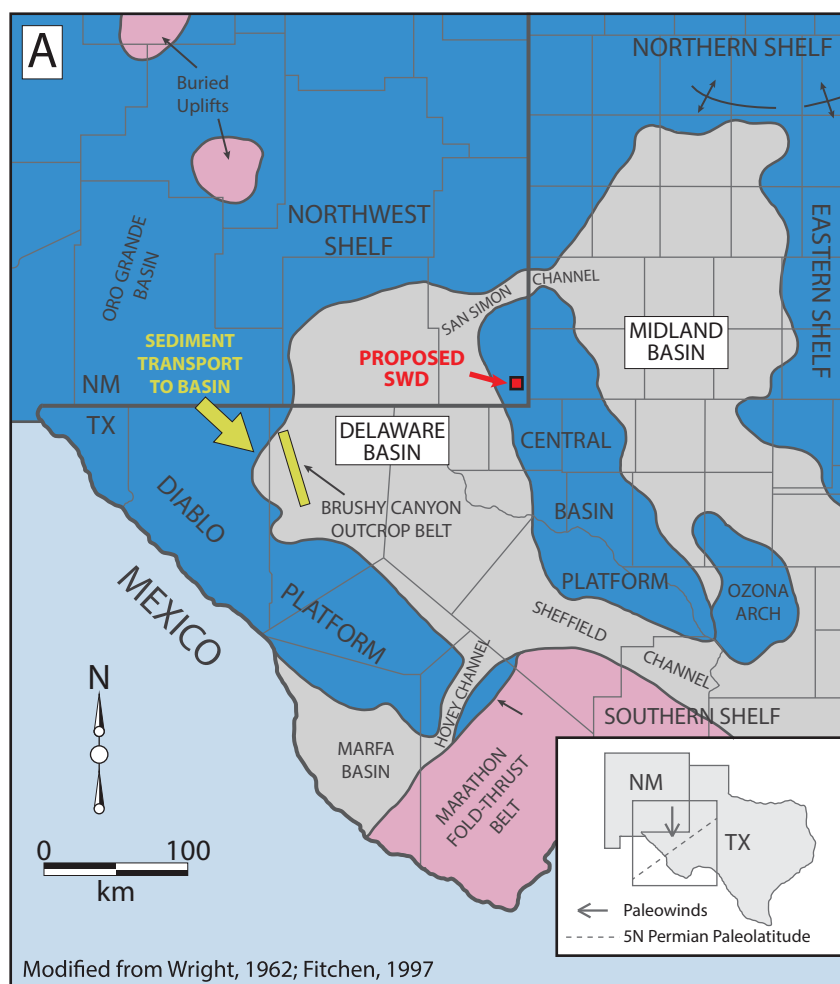 A
Buried
Uplifts
NORTHERN SHELF
NORTHWEST
SHELF
ORO GRANDE
BASIN
EASTERN SHELF
SAN SIMON
CHANNEL
MIDLAND
BASIN
SEDIMENT
TRANSPORT
TO BASIN
PROPOSED
SWD
NM
TX
DELAWARE
BASIN
CENTRAL
BASIN
PLATFORM
BRUSHY CANYON
OUTCROP BELT
DIABLO
PLATFORM
OZONA
ARCH
MEXICO
SHEFFIELD
CHANNEL
HOVEY CHANNEL
SOUTHERN SHELF
N
MARFA
BASIN
MARATHON
FOLD-THRUST
BELT
0 100
km
NM
TX
Paleowinds
5N Permian Paleolatitude
Modified from Wright, 1962; Fitchen, 1997